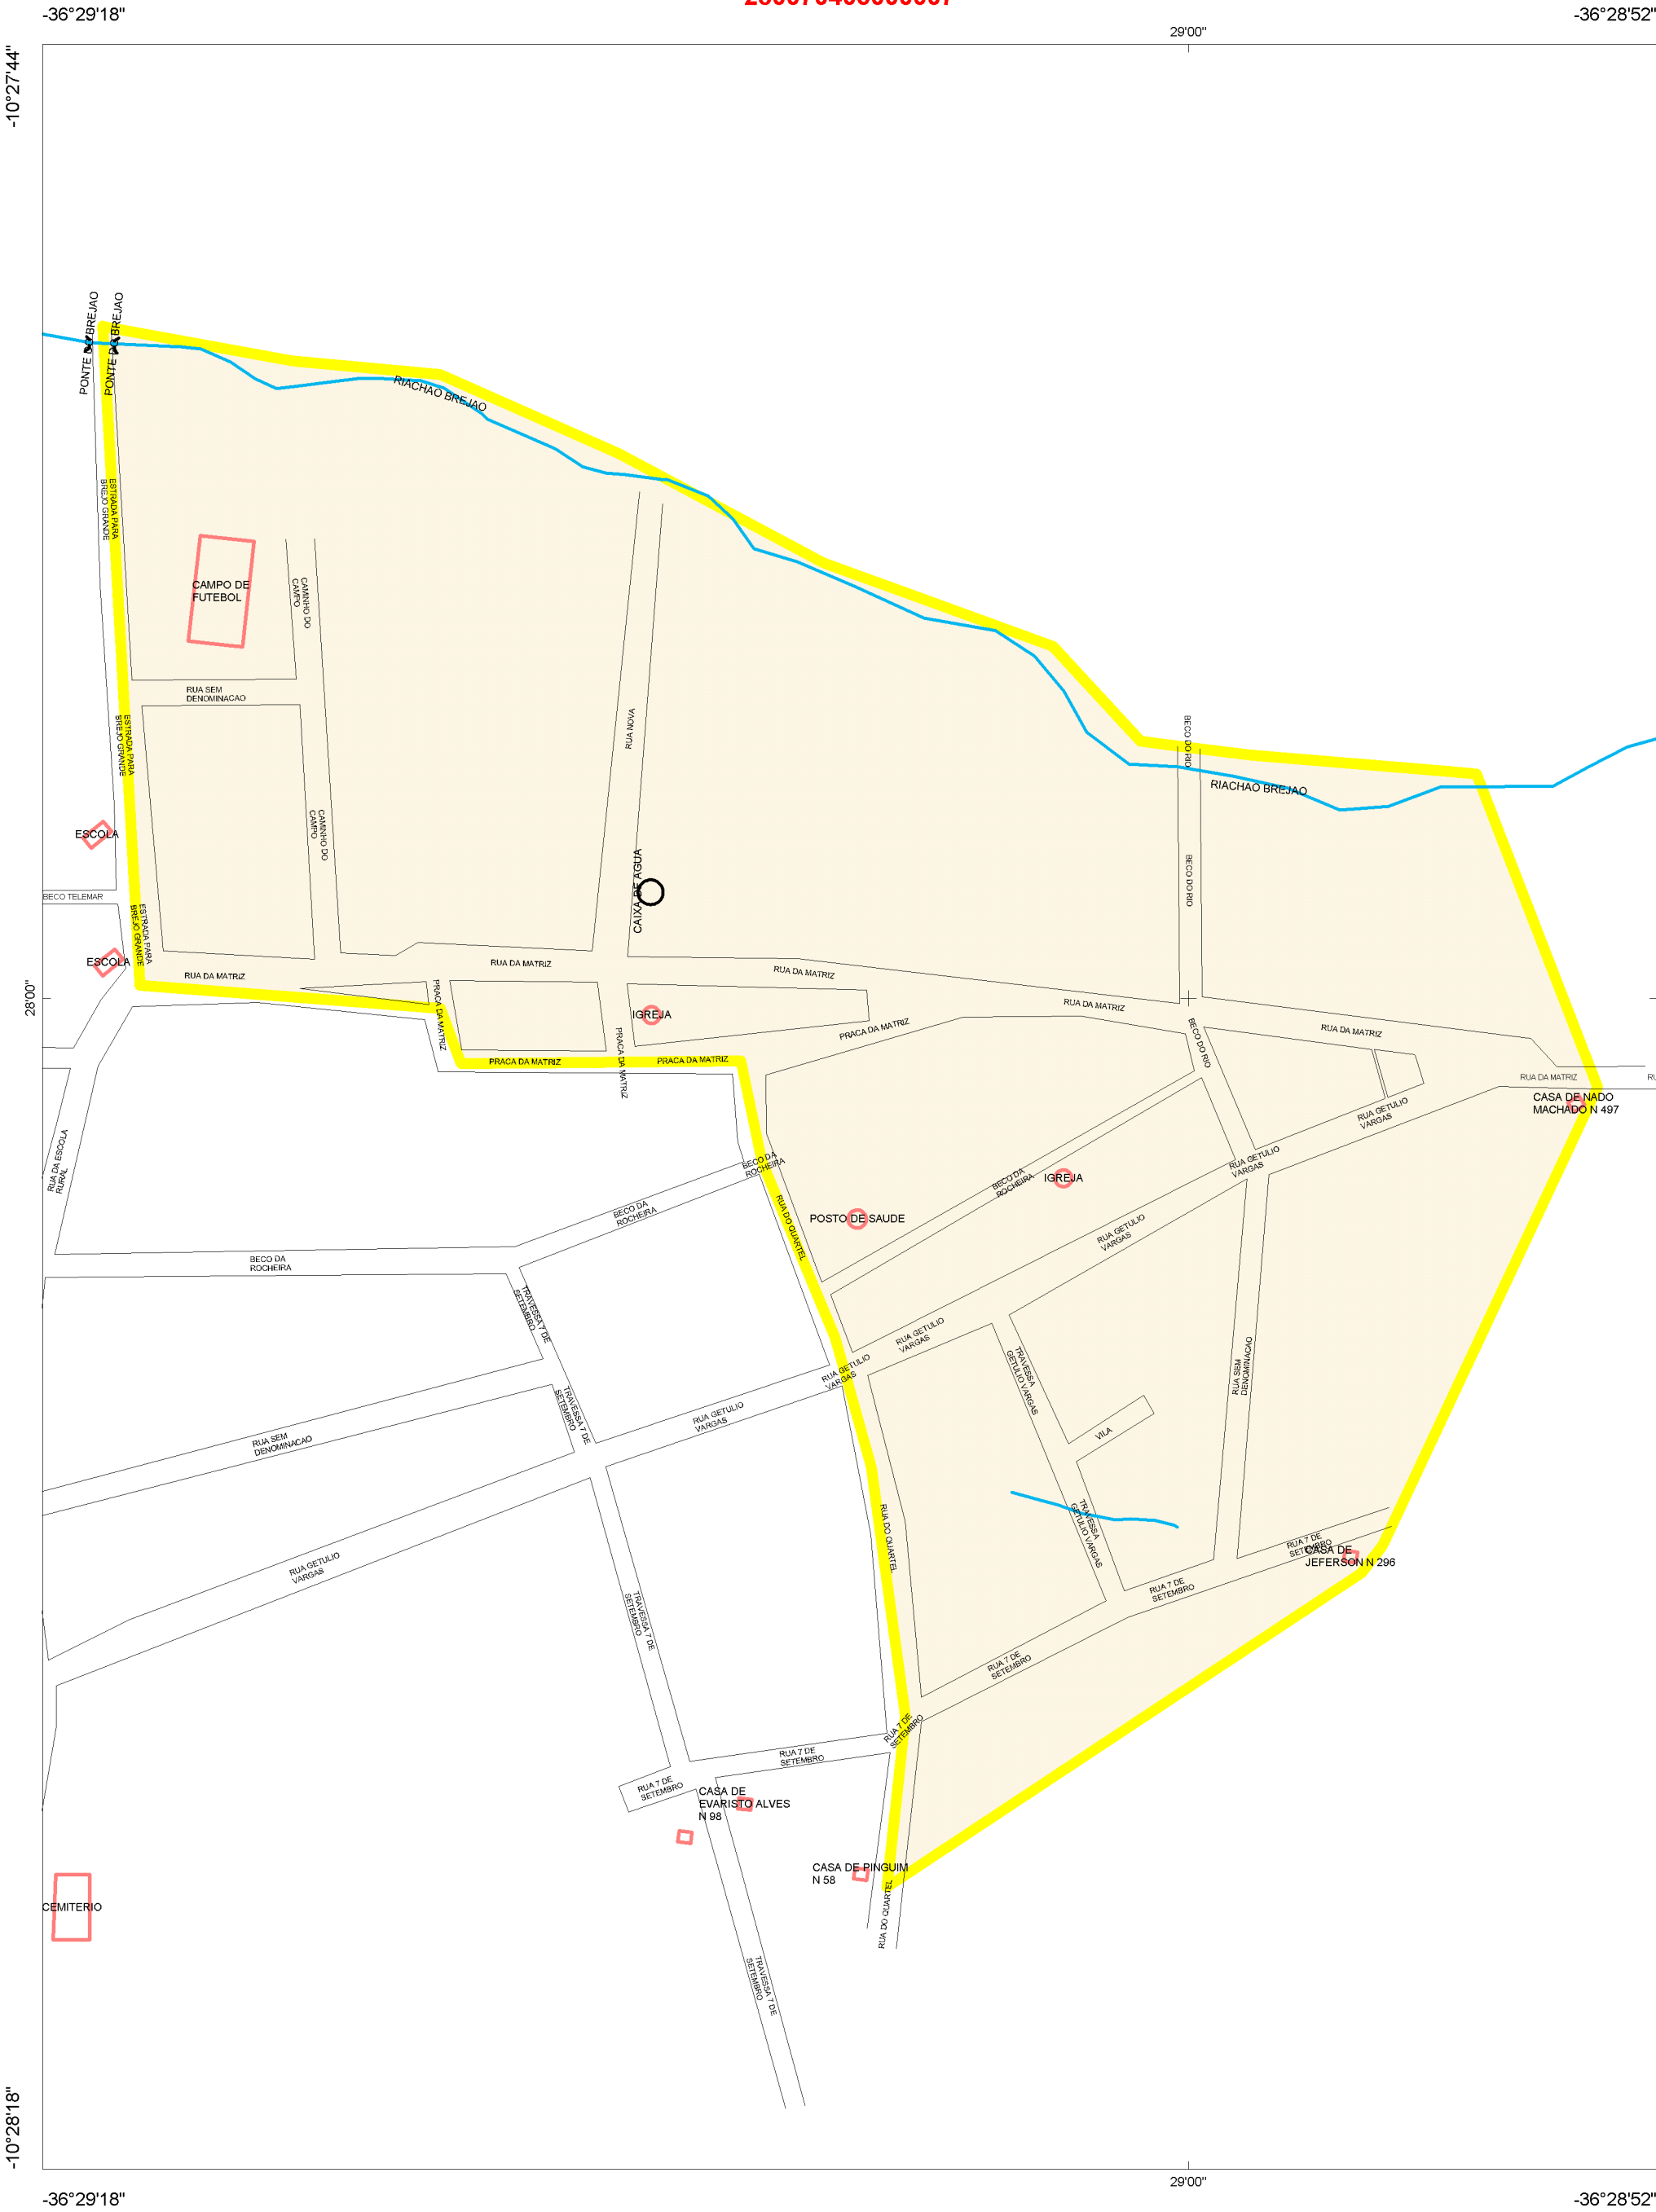 -36°29'18"
-36°28'52"
29'00"
-10°27'44"
PONTE DO BREJAO
PONTE DO BREJAO
RIACHAO BREJAO
ESTRADA PARA
BREJO GRANDE
CAMPO DE
FUTEBOL
CAMINHO DO
CAMPO
RUA SEM
DENOMINACAO
RUA NOVA
ESTRADA PARA
BREJO GRANDE
BECO DO RIO
RIACHAO BREJAO
ESCOLA
CAMINHO DO
CAMPO
CAIXA DE AGUA
BECO DO RIO
BECO TELEMAR
ESTRADA PARA
BREJO GRANDE
ESCOLA
RUA DA MATRIZ
RUA DA MATRIZ
RUA DA MATRIZ
28'00"
PRACA DA MATRIZ
IGREJA
RUA DA MATRIZ
PRACA DA MATRIZ
BECO DO RIO
RUA DA MATRIZ
PRACA DA MATRIZ
PRACA DA MATRIZ
PRACA DA MATRIZ
RUA DA MATRIZ
RU
CASA DE NADO
MACHADO N 497
RUA GETULIO
VARGAS
RUA DA ESCOLA
RURAL
BECO DA
ROCHEIRA
BECO DA
ROCHEIRA
IGREJA
RUA GETULIO
VARGAS
BECO DA
ROCHEIRA
RUA DO QUARTEL
POSTO DE SAUDE
RUA GETULIO
VARGAS
BECO DA
ROCHEIRA
TRAVESSA 7 DE
SETEMBRO
RUA GETULIO
VARGAS
RUA GETULIO
VARGAS
TRAVESSA
GETULIO VARGAS
RUA SEM
DENOMINACAO
TRAVESSA 7 DE
SETEMBRO
RUA GETULIO
VARGAS
RUA SEM
DENOMINACAO
VILA
RUA DO QUARTEL
TRAVESSA
GETULIO VARGAS
RUA 7 DE
SETEMBRO
CASA DE
JEFERSON N 296
RUA GETULIO
VARGAS
RUA 7 DE
SETEMBRO
TRAVESSA 7 DE
SETEMBRO
RUA 7 DE
SETEMBRO
RUA 7 DE
SETEMBRO
RUA 7 DE
SETEMBRO
RUA 7 DE
SETEMBRO
CASA DE
EVARISTO ALVES
N 98
CASA DE PINGUIM
N 58
CEMITERIO
RUA DO QUARTEL
TRAVESSA 7 DE
SETEMBRO
-10°28'18"
29'00"
-36°29'18"
-36°28'52"